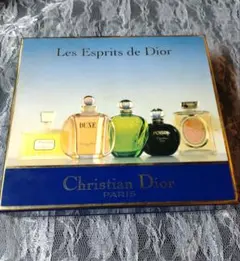 Les Esprits de Dior
DUNE
POISON
Christian Dior
PARIS